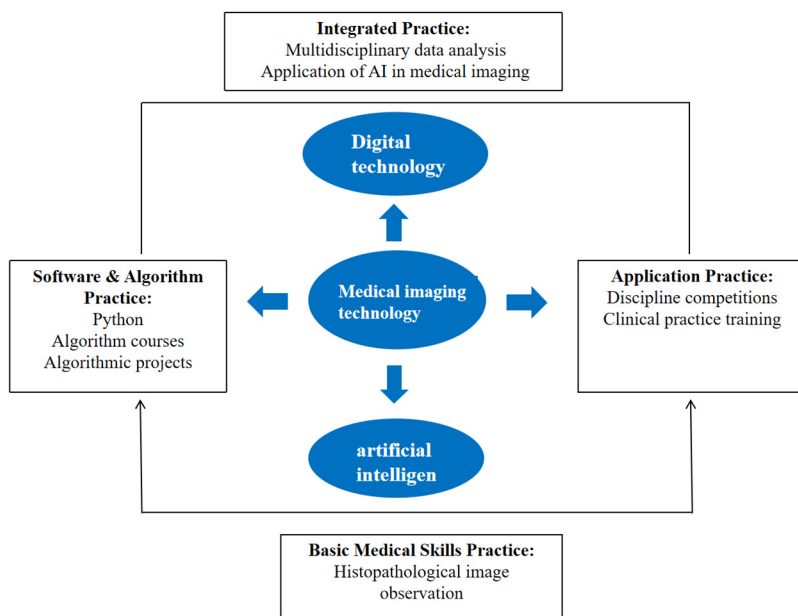 Integrated Practice:
Multidisciplinary data analysis
Application of AI in medical imaging
Digital
technology
Software & Algorithm
Practice:
Python
Algorithm courses
Algorithmic projects
Medical imaging
technology
Application Practice:
Discipline competitions
Clinical practice training
artificial
intelligen
Basic Medical Skills Practice:
Histopathological image
observation